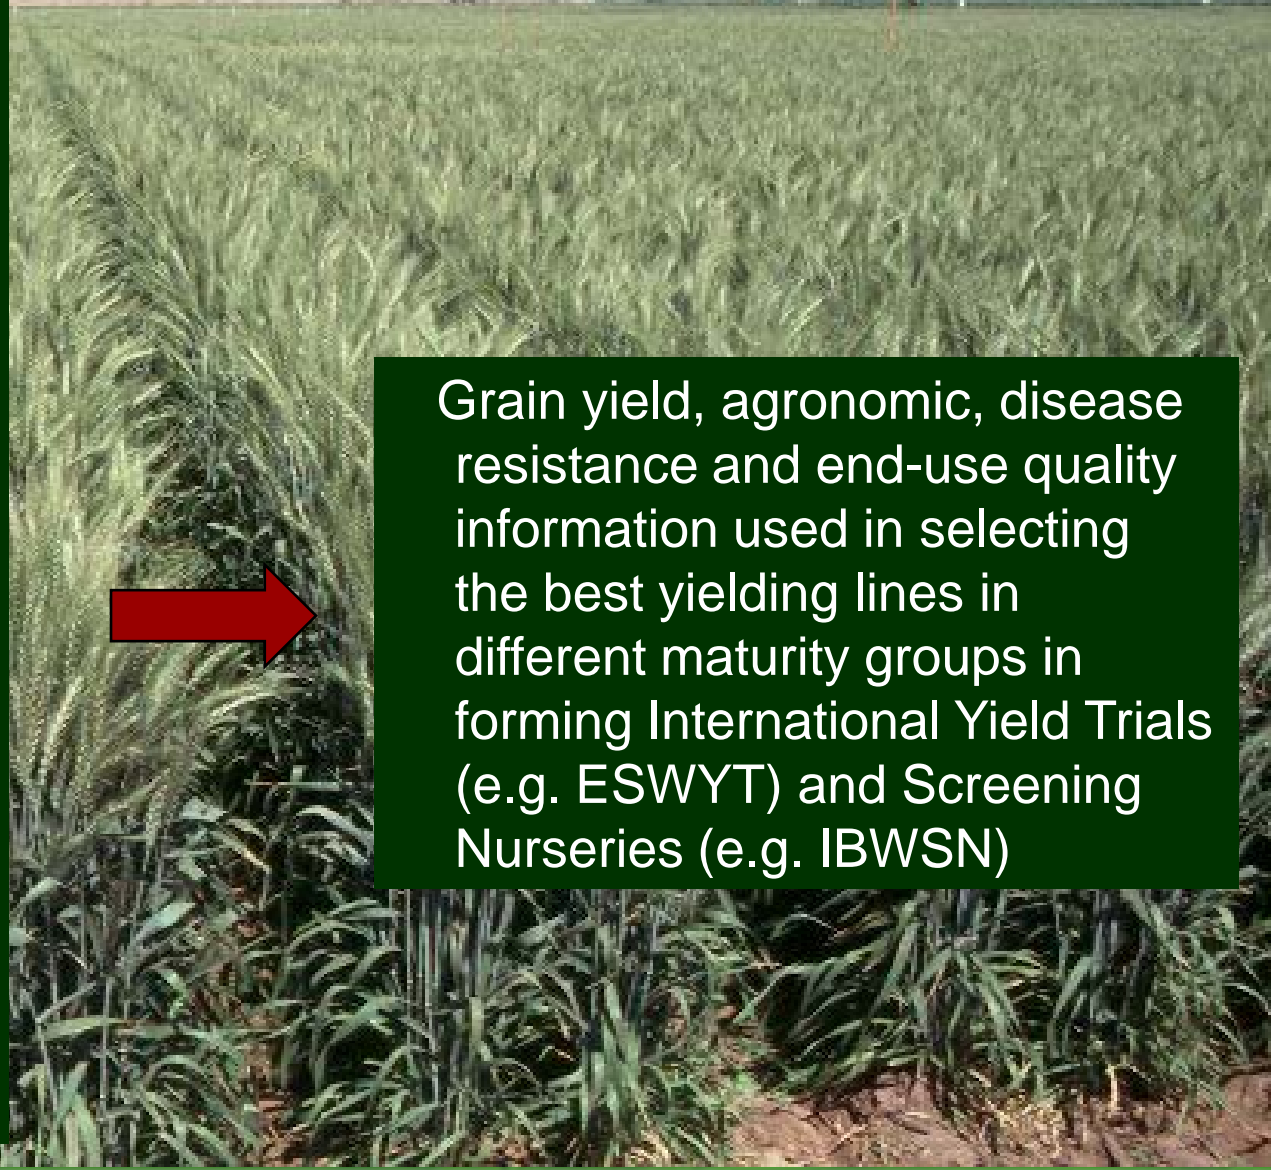 Grain yield, agronomic, disease
resistance and end-use quality
information used in selecting
the best yielding lines in
different maturity groups in
forming International Yield Trials
(e.g. ESWYT) and Screening
Nurseries (e.g. IBWSN)